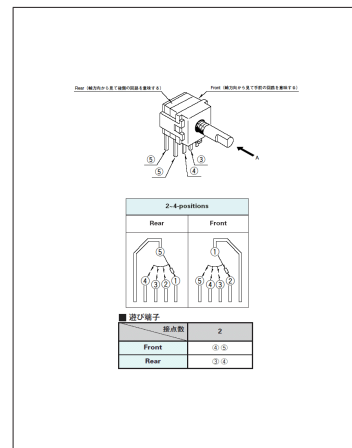 Rear (軸方向から見て後側の回路を意味する)
Front (軸方向から見て手前の回路を意味する)
A
⑤
③
⑤
④
2-4-positions
Rear
Front
⑤
④③②①
①
⑤④③②
■ 遊び端子
接点数
2
Front
④⑤
Rear
③④